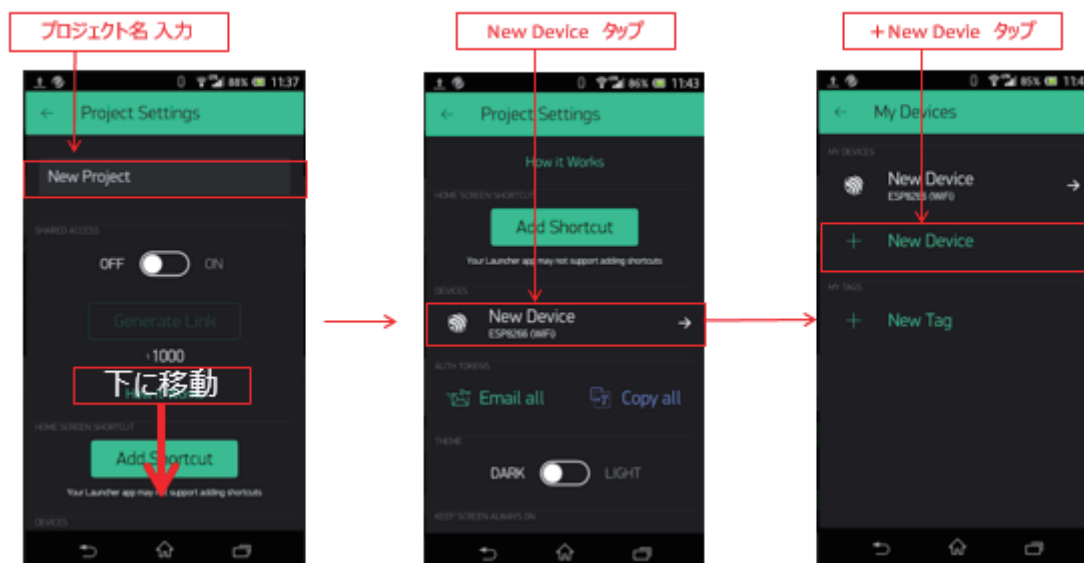 プロジェクト名 入力
88% 11:37
Project Settings
New Project
SHARED ACCESS
OFF ON
Generate Link
1000
下に移動
HOME SCREEN SHORTCUT
Add Shortcut
Your Launcher app may not support adding shortcuts
DEVICES
New Device タップ
86% 11:43
Project Settings
How it Works
HOME SCREEN SHORTCUT
Add Shortcut
Your Launcher app may not support adding shortcuts
DEVICES
New Device
ESP8266 (WiFi)
AUTH TOKENS
Email all Copy all
THEME
DARK LIGHT
KEEP SCREEN ALWAYS ON
+New Devle タップ
85%
My Devices
MY DEVICES
New Device
ESP8266 (WiFi)
+ New Device
MY TAGS
+ New Tag